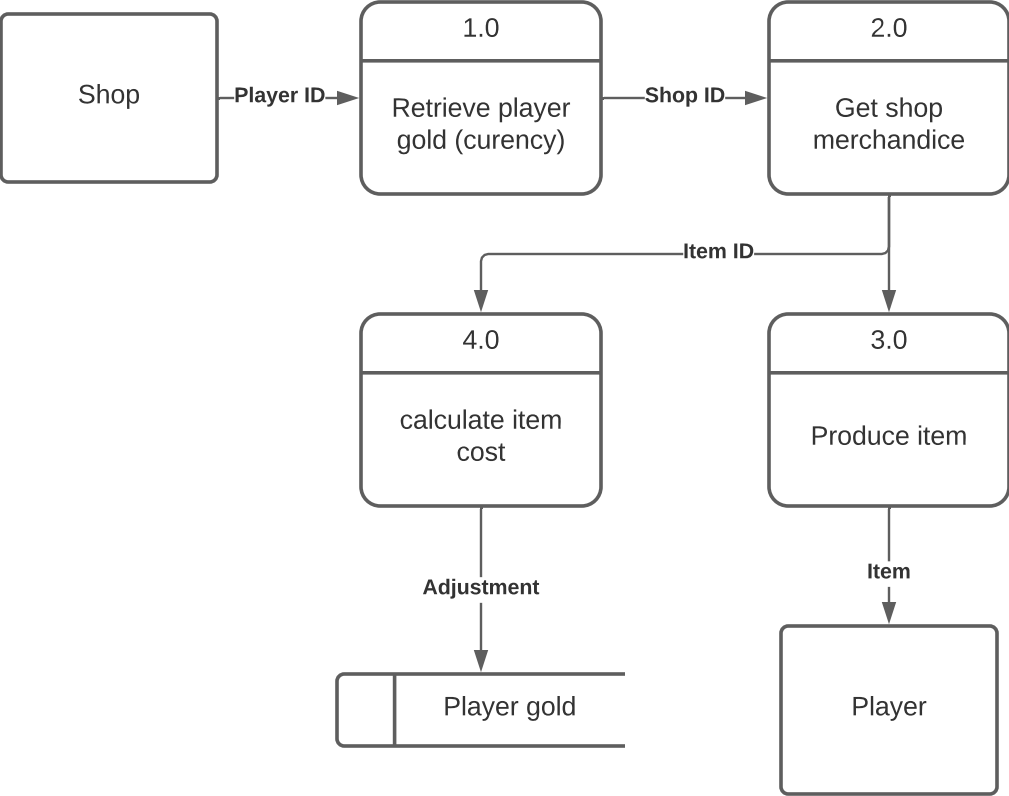 Shop
Player ID
1.0
Retrieve player
gold (curency)
Shop ID
2.0
Get shop
merchandice
Item ID
4.0
calculate item
cost
3.0
Produce item
Adjustment
Item
Player gold
Player